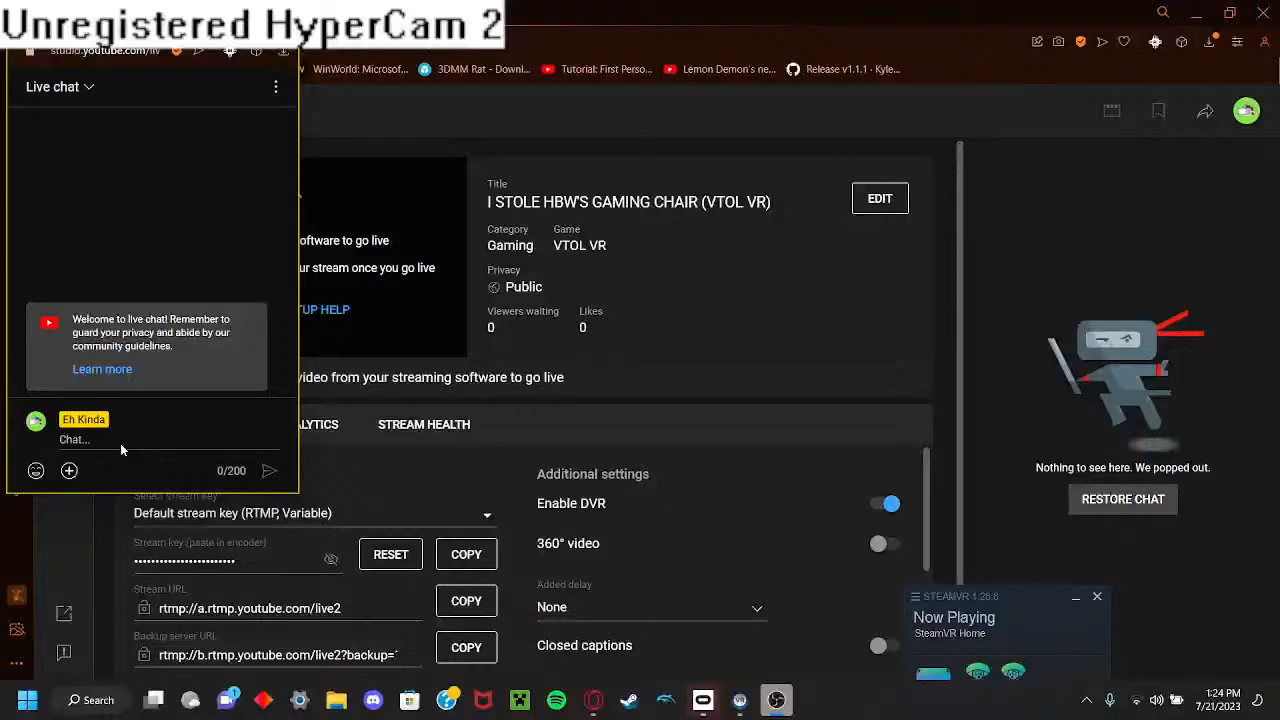 Unregistered HyperCam 2
studio.youtube.com/liv
WinWorld: Microsof...
3DMM Rat - Downl...
Tutorial: First Perso...
Lemon Demon's ne...
Release v1.1.1 · Kyle...
Live chat
Welcome to live chat! Remember to
guard your privacy and abide by our
community guidelines.
Learn more
Eh Kinda
Chat...
0/200
oftware to go live
ur stream once you go live
TUP HELP
Title
I STOLE HBW'S GAMING CHAIR (VTOL VR)
EDIT
Category
Game
Gaming
VTOL VR
Privacy
Public
Viewers waiting
Likes
0
0
video from your streaming software to go live
ALYTICS
STREAM HEALTH
Select stream key
Default stream key (RTMP, Variable)
Stream key (paste in encoder)
RESET
COPY
Stream URL
rtmp://a.rtmp.youtube.com/live2
COPY
Backup server URL
rtmp://b.rtmp.youtube.com/live2?backup=
COPY
Additional settings
Enable DVR
360° video
Added delay
None
Closed captions
Nothing to see here. We popped out.
RESTORE CHAT
STEAMVR 1.26.6
Now Playing
SteamVR Home
Search
1
1:24 PM
7/21/2023